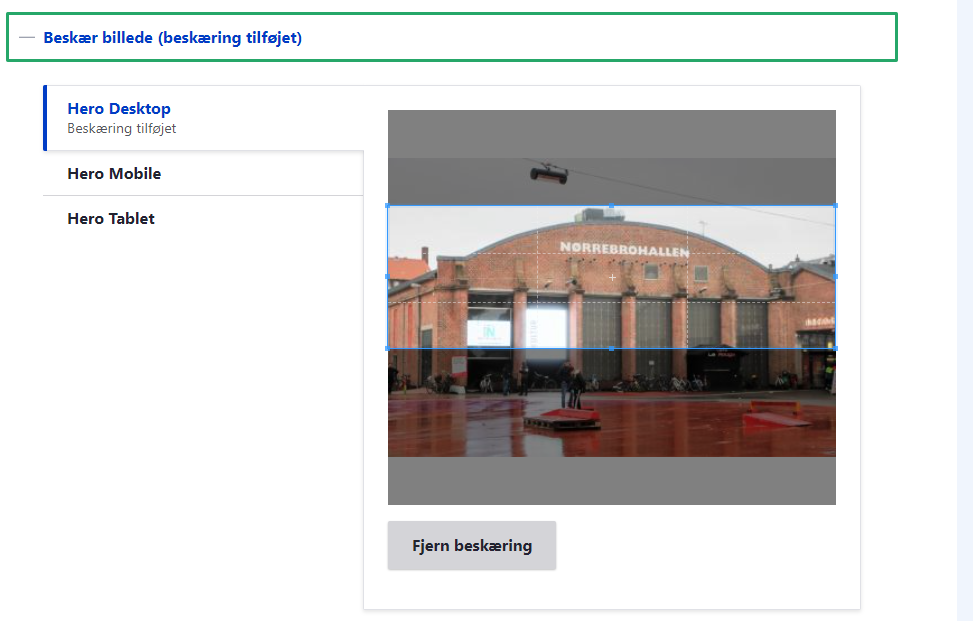 Beskær billede (beskæring tilføjet)
Hero Desktop
Beskæring tilføjet
Hero Mobile
Hero Tablet
NØRREBROHALLEN
Fjern beskæring